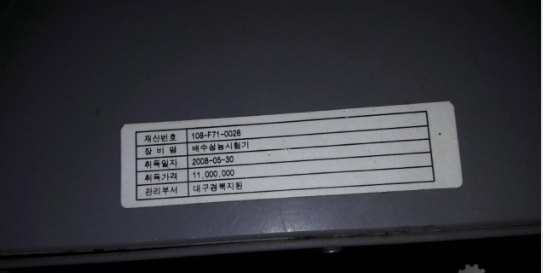 재산번호 108-F71-0028
장 비 명 배수성능시험기
취득일자 2008-05-30
취득가격 11,000,000
관리부서 대구경북지원